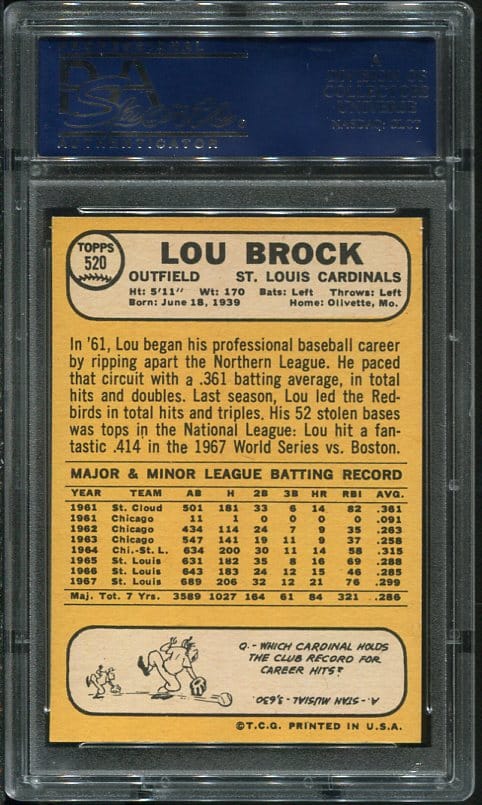 PSA
AUTHENTICATOR
A
DIVISION OF
COLLECTORS
UNIVERSE
NASDAQ: CLCT
TOPPS
520
LOU BROCK
OUTFIELD ST. LOUIS CARDINALS
Ht: 5'11" Wt: 170 Bats: Left Throws: Left
Born: June 18, 1939 Home: Olivette, Mo.
In '61, Lou began his professional baseball career
by ripping apart the Northern League. He paced
that circuit with a .361 batting average, in total
hits and doubles. Last season, Lou led the Red-
birds in total hits and triples. His 52 stolen bases
was tops in the National League: Lou hit a fan-
tastic .414 in the 1967 World Series vs. Boston.
MAJOR & MINOR LEAGUE BATTING RECORD
YEAR TEAM AB H 2B 3B HR RBI AVG.
1961 St. Cloud 501 181 33 6 14 82 .361
1961 Chicago 11 1 0 0 0 0 .091
1962 Chicago 434 114 24 7 9 35 .263
1963 Chicago 547 141 19 11 9 37 .258
1964 Chi.-St. L. 634 200 30 11 14 58 .315
1965 St. Louis 631 182 35 8 16 69 .288
1966 St. Louis 643 183 24 12 15 46 .285
1967 St. Louis 689 206 32 12 21 76 .299
Maj. Tot. 7 Yrs. 3589 1027 164 61 84 321 .286
Q.- WHICH CARDINAL HOLDS
THE CLUB RECORD FOR
CAREER HITS?
A.- STAN MUSIAL - 3,630.
©T.C.G. PRINTED IN U.S.A.